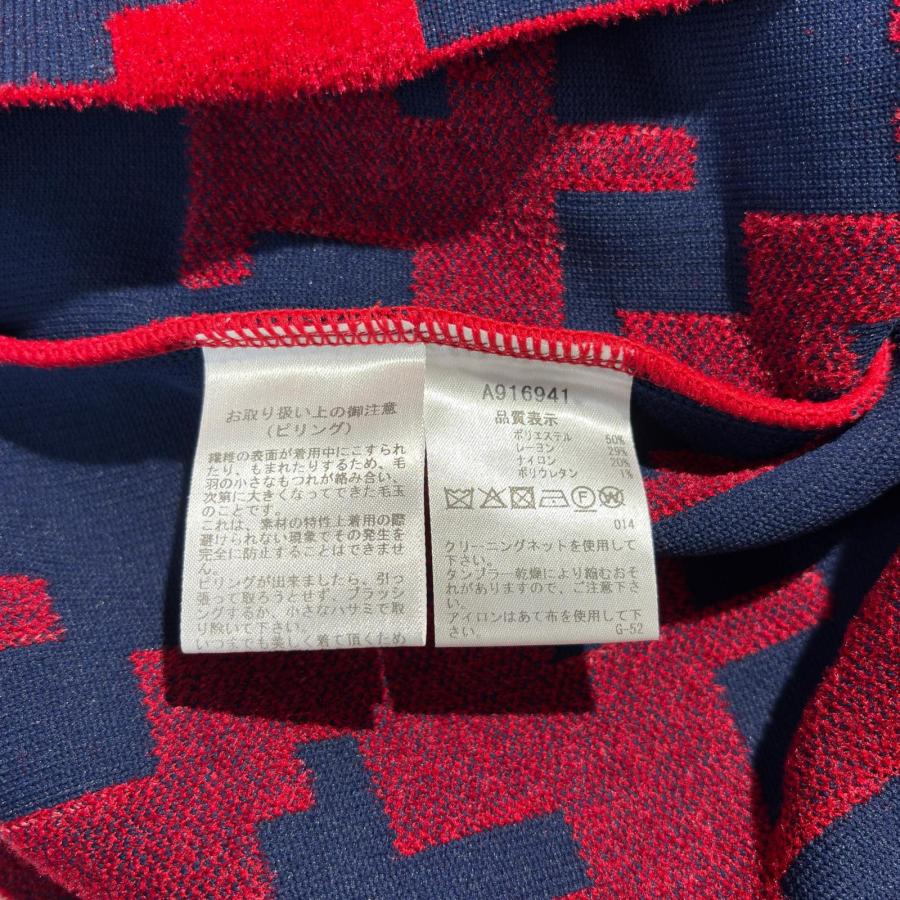 お取り扱い上の御注意
(ピリング)
繊維の表面が着用中にこすられ
たり、もまれたりするため、毛
羽の小さなもつれが絡み合い、
次第に大きくなってできた毛玉
のことです。
これは、素材の特性上着用の際
避けられない現象でその発生を
完全に防止することはできませ
ん。
ピリングが出来ましたら、引っ
張って取ろうとせず、ブラッシ
ングするか、小さなハサミで取
り除いて下さい。
いつまでも美しく着て頂くため
A916941
品質表示
ポリエステル 50%
レーヨン 29%
ナイロン 20%
ポリウレタン 1%
F W
014
クリーニングネットを使用して
下さい。
タンブラー乾燥により縮むおそ
れがありますので、ご注意下さ
い。
アイロンはあて布を使用して下
さい。 G-52